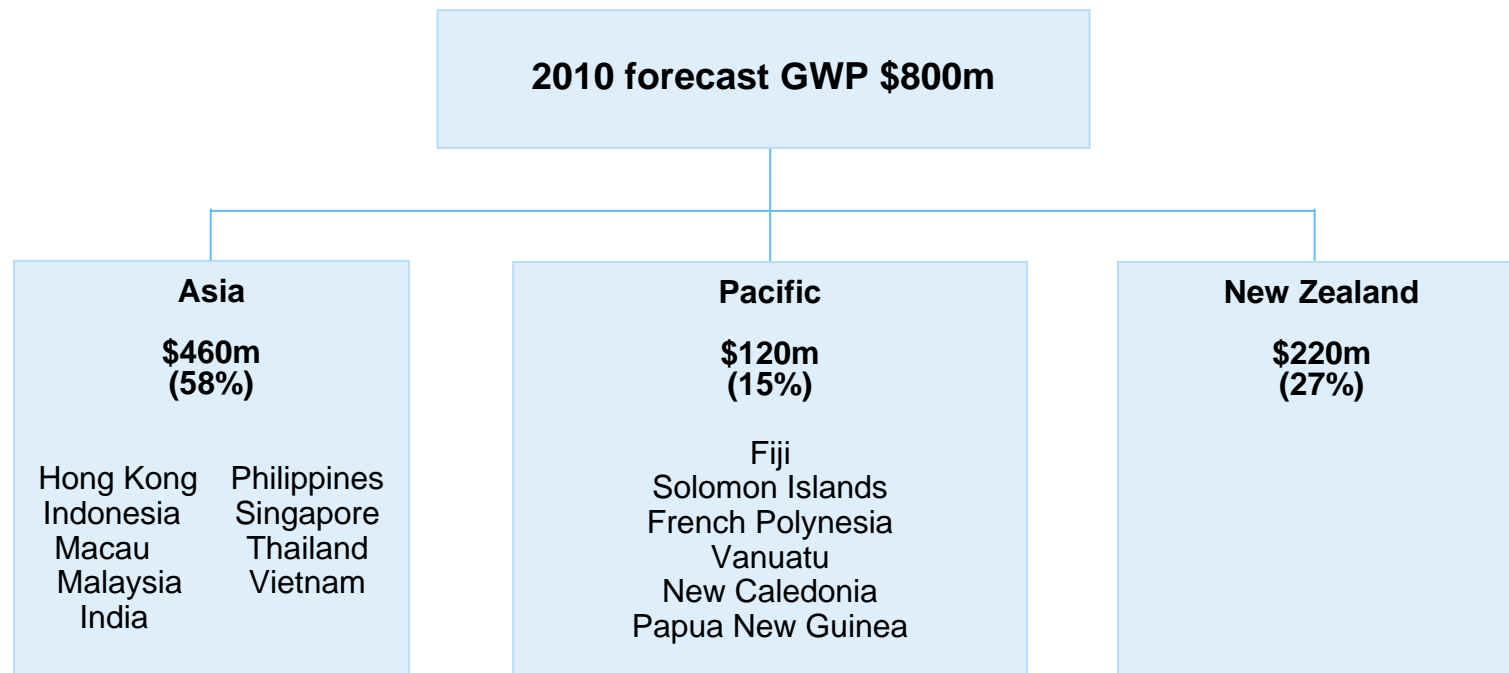 2010 forecast GWP $800m
Asia
$460m
(58%)
Hong Kong
Indonesia
Macau
Malaysia
India
Philippines
Singapore
Thailand
Vietnam
Pacific
$120m
(15%)
Fiji
Solomon Islands
French Polynesia
Vanuatu
New Caledonia
Papua New Guinea
New Zealand
$220m
(27%)